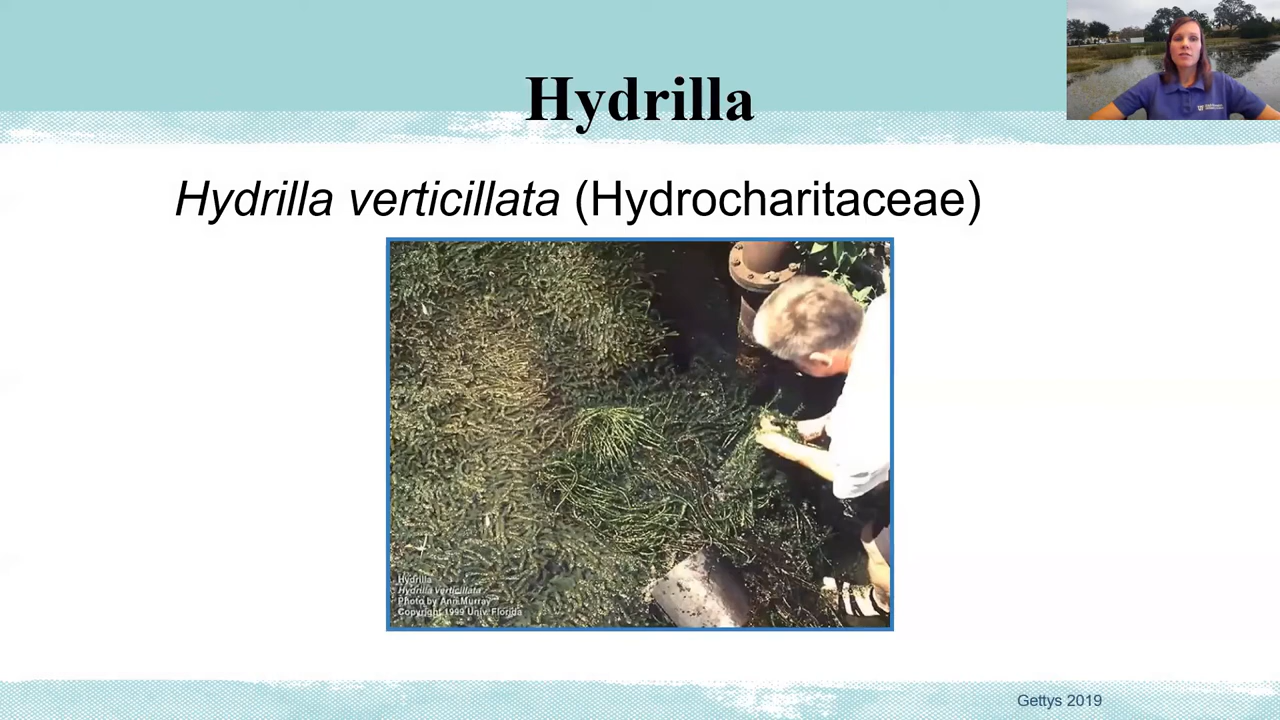 Hydrilla
Hydrilla verticillata (Hydrocharitaceae)
Hydrilla
Hydrilla verticillata
Photo by Ann Murray
Copyright 1999 Univ. Florida
Gettys 2019